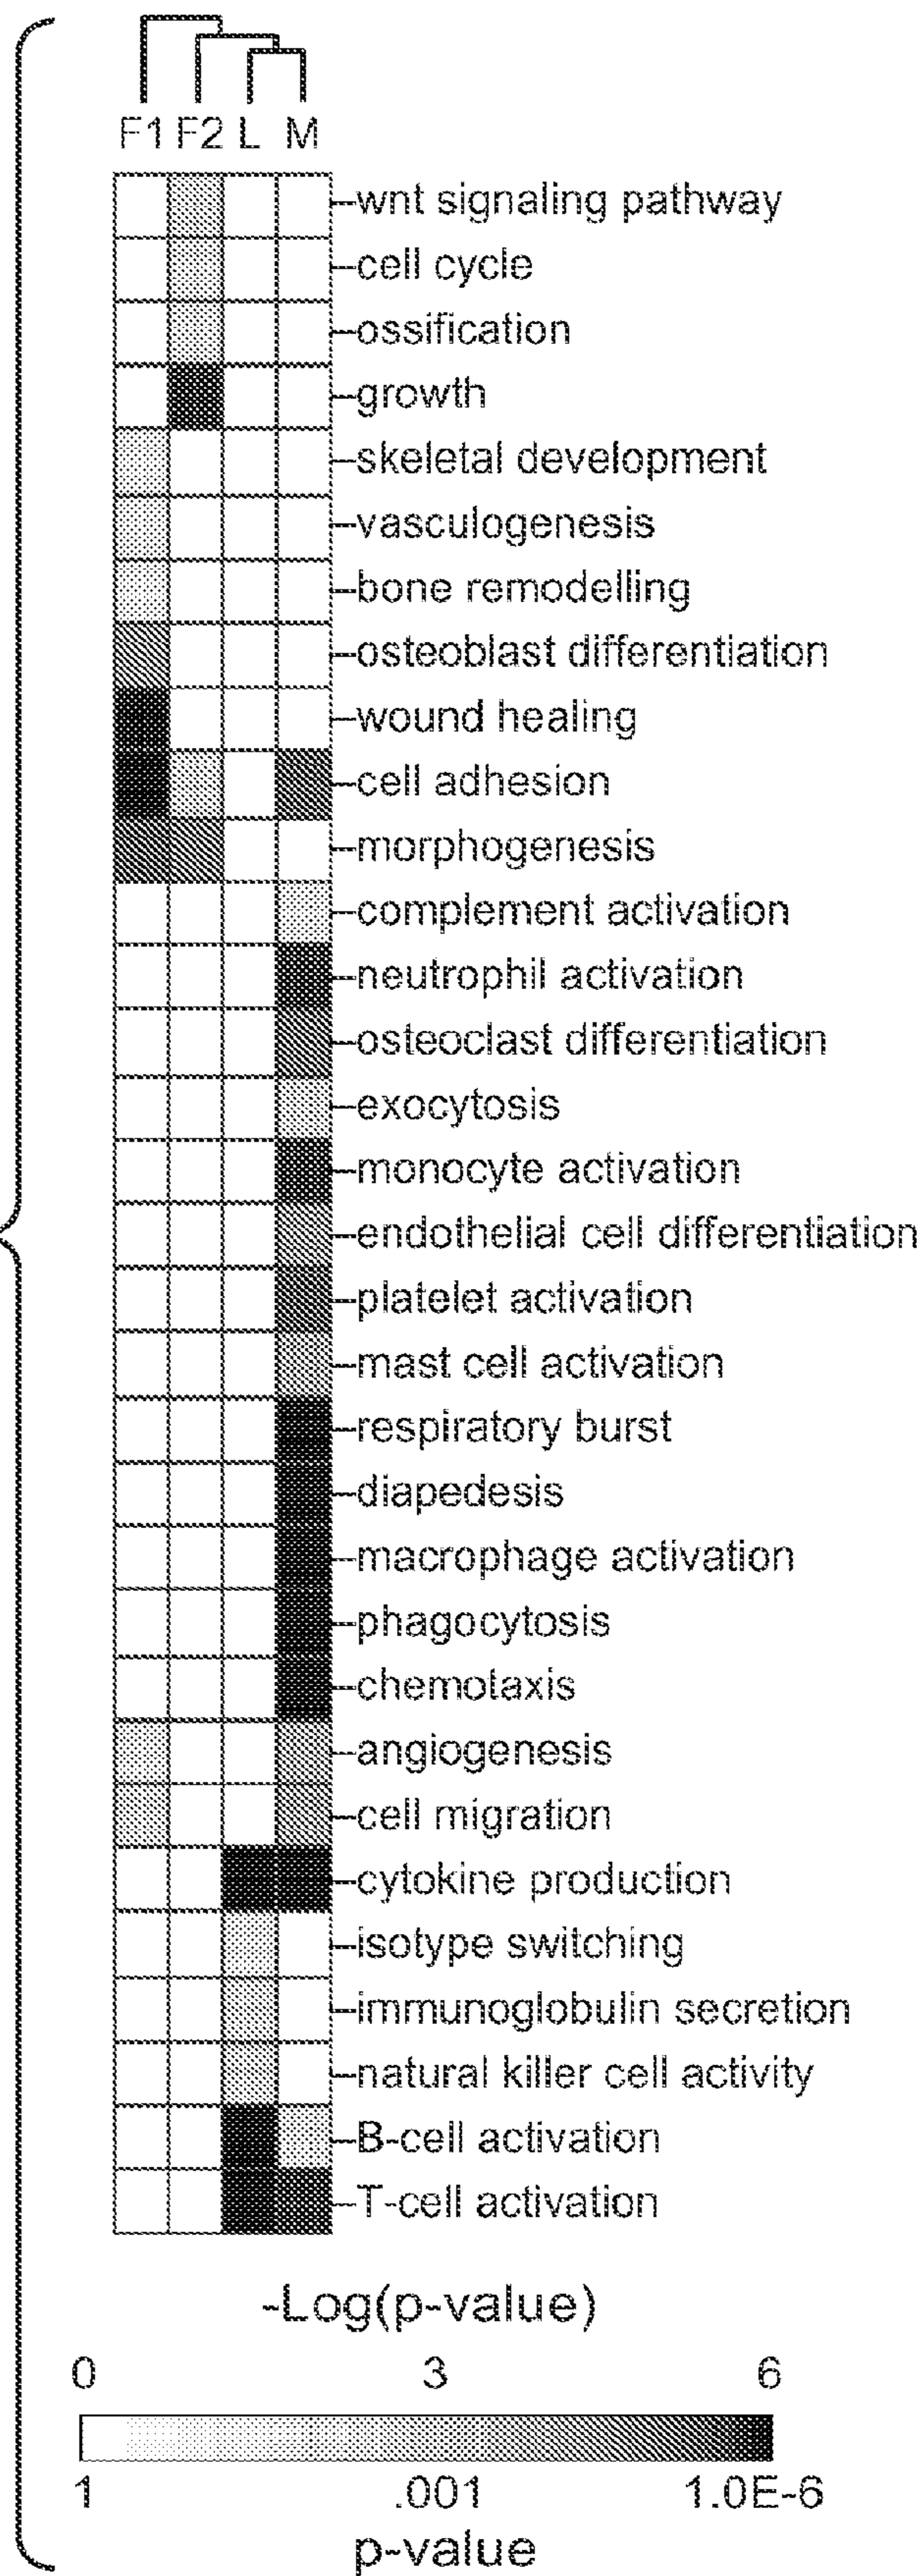 F1 F2 L M
wnt signaling pathway
cell cycle
ossification
growth
skeletal development
vasculogenesis
bone remodelling
osteoblast differentiation
wound healing
cell adhesion
morphogenesis
complement activation
neutrophil activation
osteoclast differentiation
exocytosis
monocyte activation
endothelial cell differentiation
platelet activation
mast cell activation
respiratory burst
diapedesis
macrophage activation
phagocytosis
chemotaxis
angiogenesis
cell migration
cytokine production
isotype switching
immunoglobulin secretion
natural killer cell activity
B-cell activation
T-cell activation
-Log(p-value)
0 3 6
1 .001 1.0E-6
p-value